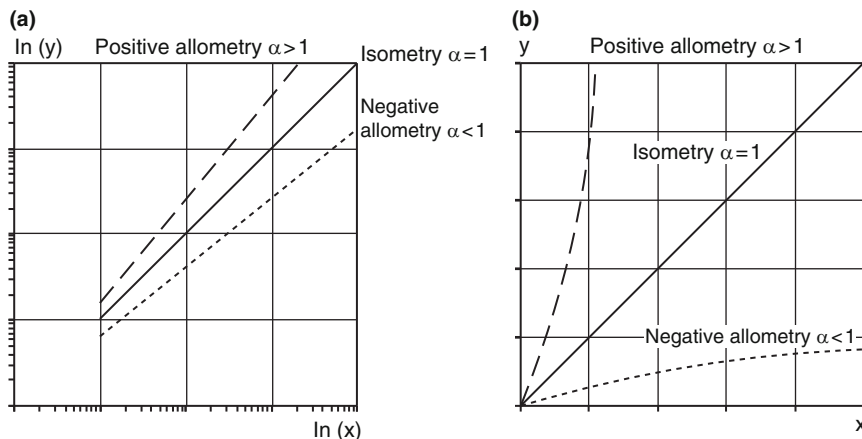 (a)
ln (y)
Positive allometry α>1
Isometry α=1
Negative
allometry α<1
ln (x)
(b)
y
Positive allometry α>1
Isometry α=1
Negative allometry α<1
x